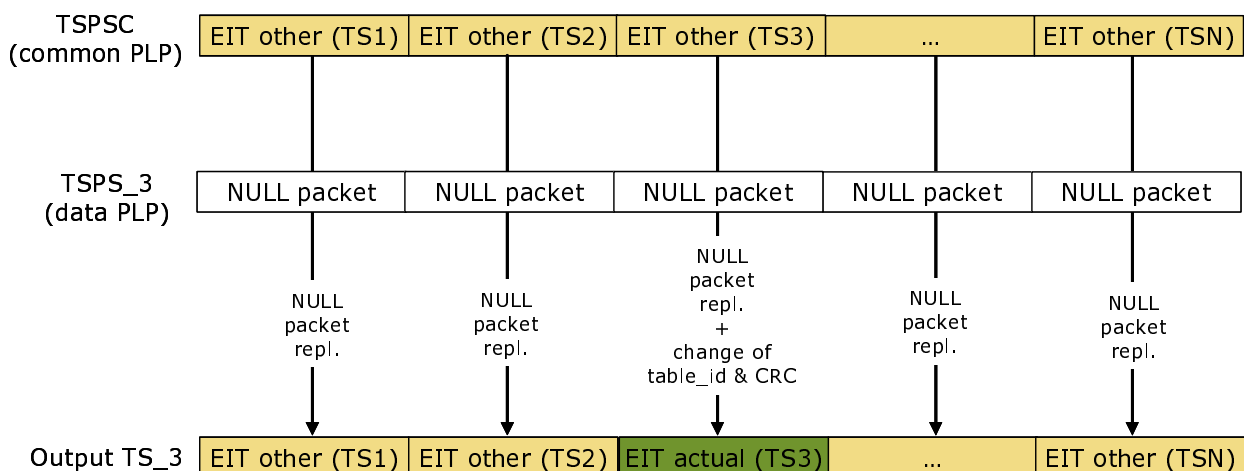 TSPSC
(common PLP)
EIT other (TS1)
EIT other (TS2)
EIT other (TS3)
...
EIT other (TSN)
TSPS_3
(data PLP)
NULL packet
NULL packet
NULL packet
NULL packet
NULL packet
NULL
packet
repl.
NULL
packet
repl.
NULL
packet
repl.
+
change of
table_id & CRC
NULL
packet
repl.
NULL
packet
repl.
Output TS_3
EIT other (TS1)
EIT other (TS2)
EIT actual (TS3)
...
EIT other (TSN)